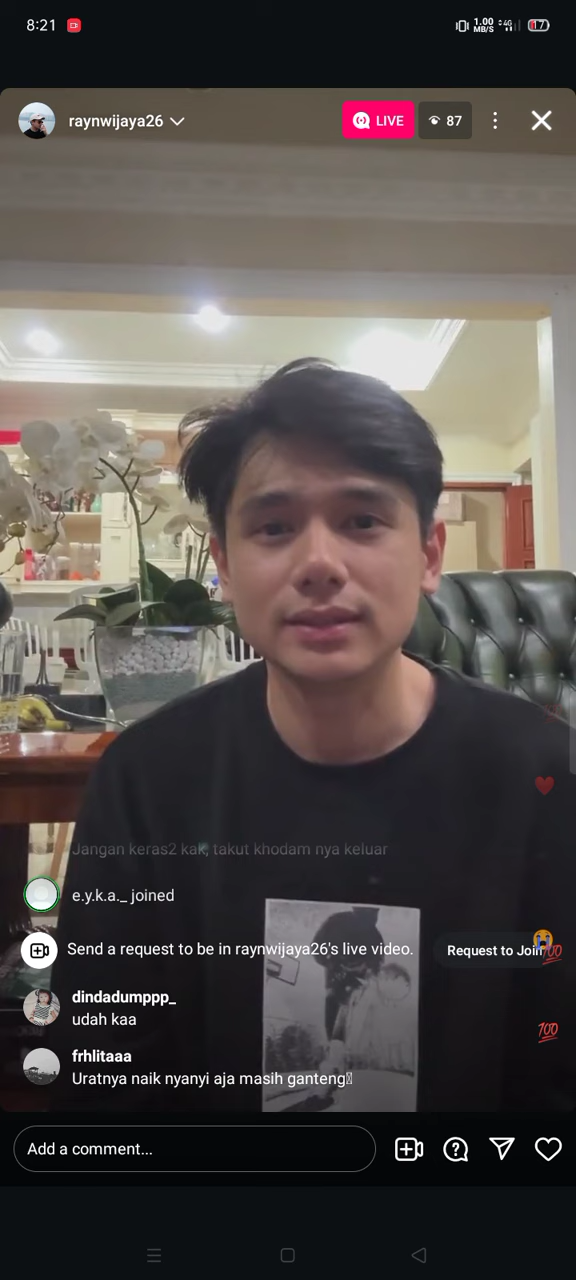 8:21
1.00
MB/S
4G
17
raynwijaya26
LIVE
87
Jangan keras2 kak, takut khodam nya keluar
e.y.k.a._ joined
Send a request to be in raynwijaya26's live video.
Request to Join
100
dindadumppp_
udah kaa
100
frhlitaaa
Uratnya naik nyanyi aja masih ganteng
Add a comment...